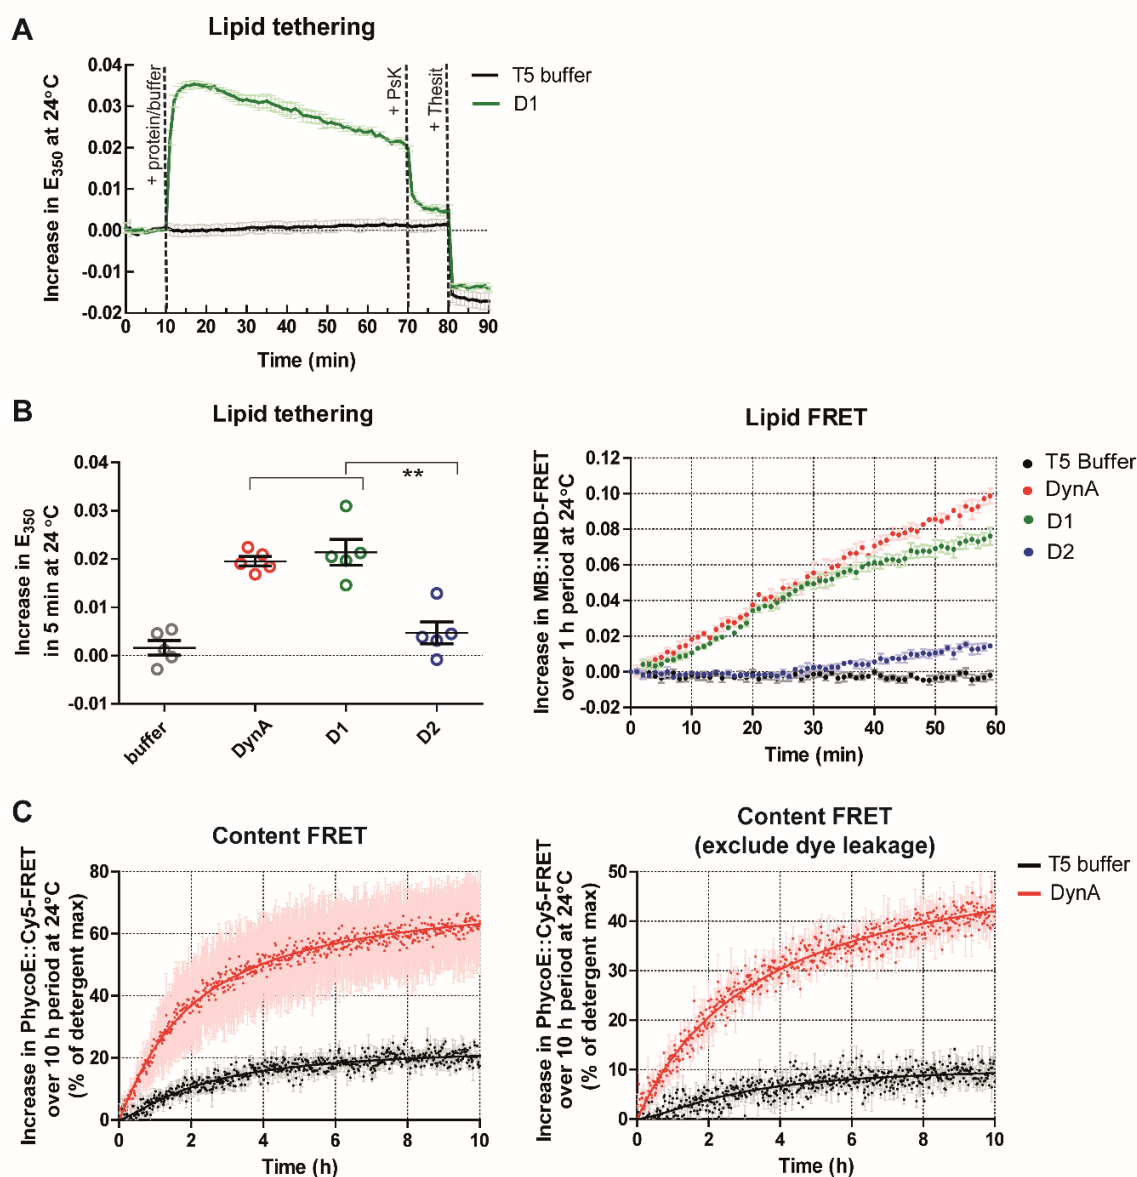 A
Lipid tethering
Increase in E350 at 24°C
0.04
0.03
0.02
0.01
0.00
-0.01
-0.02
+ protein/buffer
+ PsK
+ Thesit
T5 buffer
D1
0 10 20 30 40 50 60 70 80 90
Time (min)
B
Lipid tethering
Increase in E350
in 5 min at 24 °C
0.04
0.03
0.02
0.01
0.00
-0.01
**
buffer
DynA
D1
D2
Lipid FRET
Increase in MB::NBD-FRET
over 1 h period at 24°C
0.12
0.10
0.08
0.06
0.04
0.02
0.00
-0.02
0 10 20 30 40 50 60
Time (min)
T5 Buffer
DynA
D1
D2
C
Content FRET
Increase in PhycoE::Cy5-FRET
over 10 h period at 24°C
(% of detergent max)
80
60
40
20
0
0 2 4 6 8 10
Time (h)
Content FRET
(exclude dye leakage)
Increase in PhycoE::Cy5-FRET
over 10 h period at 24°C
(% of detergent max)
50
40
30
20
10
0
0 2 4 6 8 10
Time (h)
T5 buffer
DynA